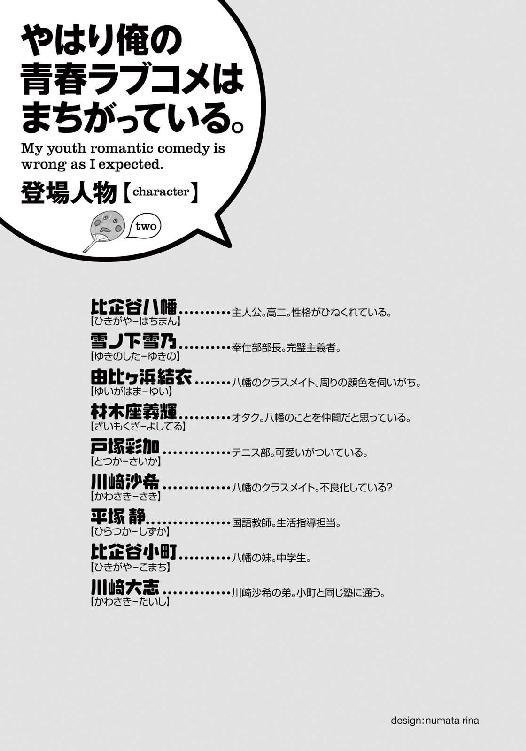 やはり俺の
青春ラブコメは
まちがっている。
My youth romantic comedy is
wrong as I expected.
登場人物【character】
two
比企谷八幡・・・・・・・・・・主人公。高二。性格がひねくれている。
［ひきがや－はちまん］
雪ノ下雪乃・・・・・・・・・・奉仕部部長。完璧主義者。
［ゆきのした－ゆきの］
由比ヶ浜結衣・・・・・・・八幡のクラスメイト、周りの顔色を伺いがち。
［ゆいがはま－ゆい］
材木座義輝・・・・・・・・・・オタク。八幡のことを仲間だと思っている。
［ざいもくざ－よしてる］
戸塚彩加・・・・・・・・・・・・・テニス部。可愛いがついている。
［とつか－さいか］
川崎沙希・・・・・・・・・・・・・八幡のクラスメイト。不良化している?
［かわさき－さき］
平塚 静・・・・・・・・・・・・・・・国語教師。生活指導担当。
［ひらつか－しずか］
比企谷小町・・・・・・・・・・八幡の妹。中学生。
［ひきがや－こまち］
川崎大志・・・・・・・・・・・・・川崎沙希の弟。小町と同じ塾に通う。
［かわさき－たいし］
design:numata rina